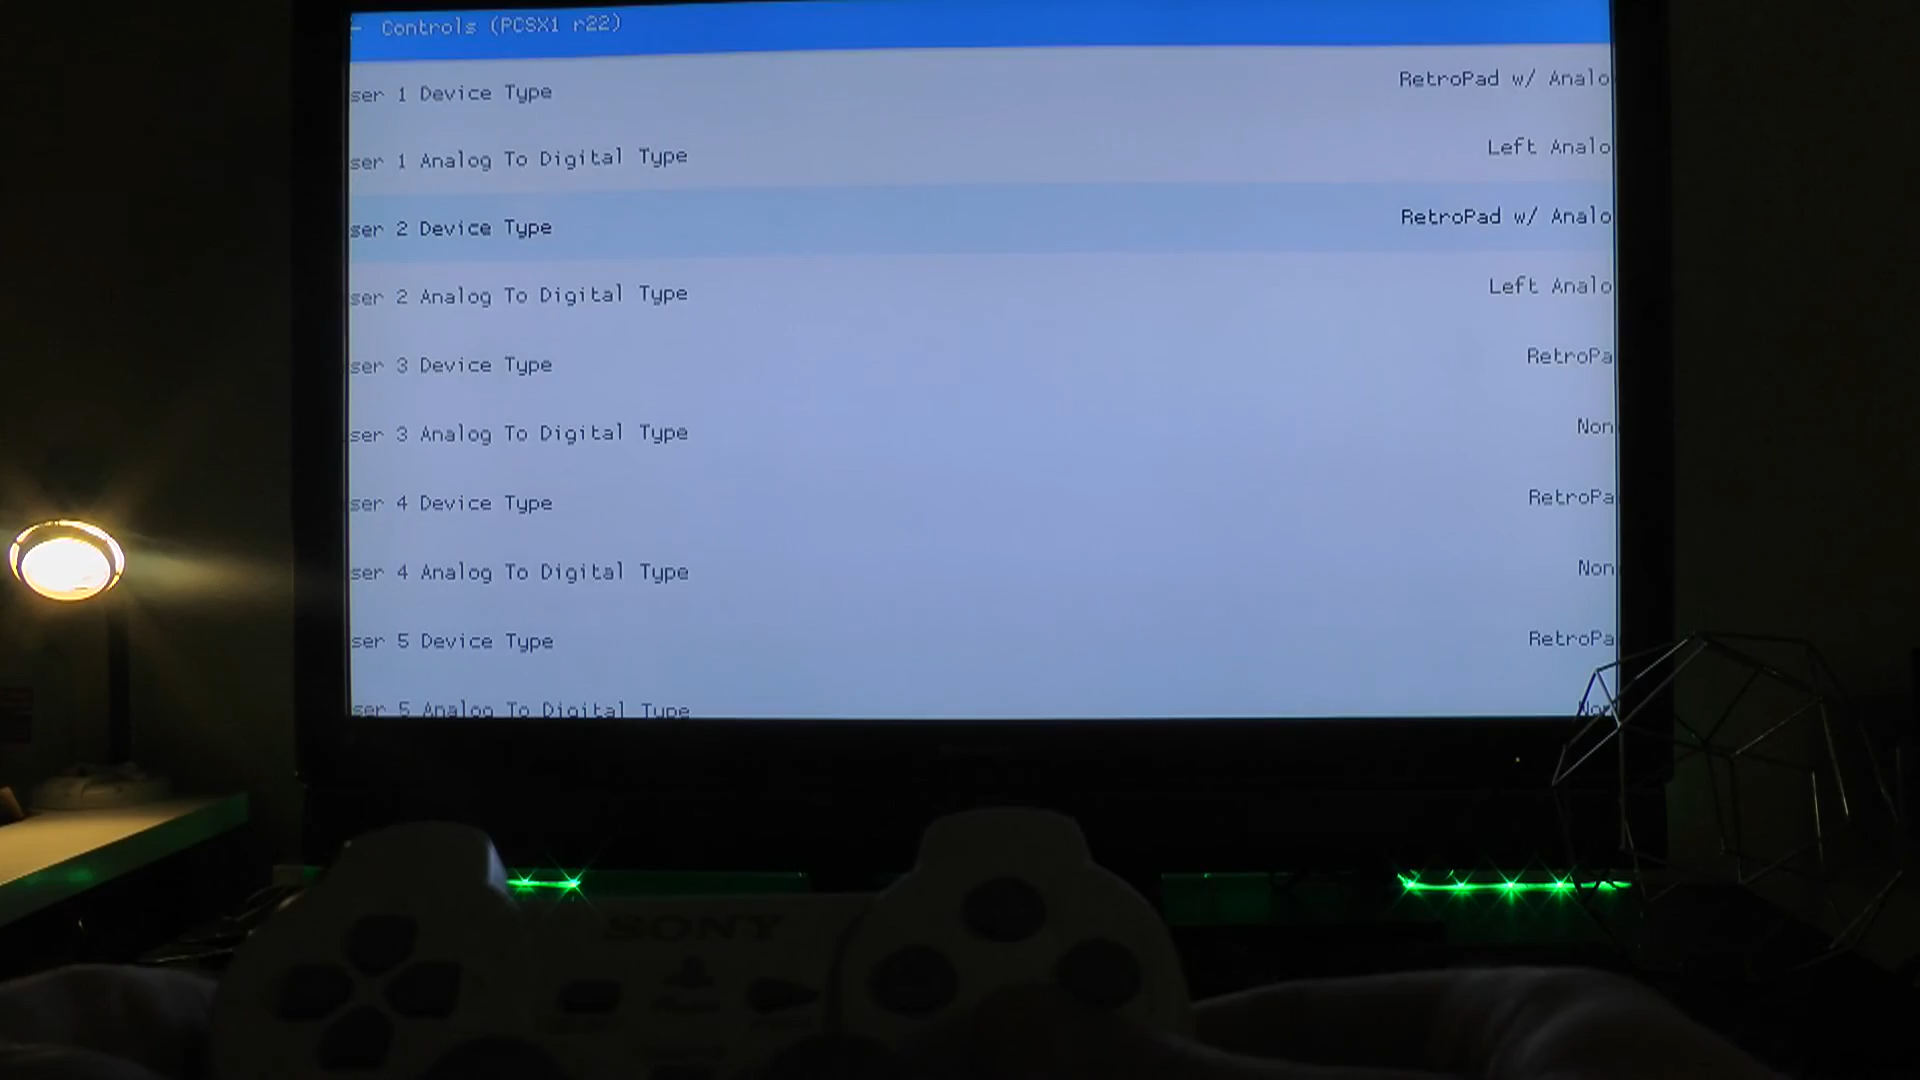 Controls (PCSX1 r22)
ser 1 Device Type RetroPad w/ Analo
ser 1 Analog To Digital Type Left Analo
ser 2 Device Type RetroPad w/ Analo
ser 2 Analog To Digital Type Left Analo
ser 3 Device Type RetroPa
ser 3 Analog To Digital Type Non
ser 4 Device Type RetroPa
ser 4 Analog To Digital Type Non
ser 5 Device Type RetroPa
ser 5 Analog To Digital Type Non
SONY